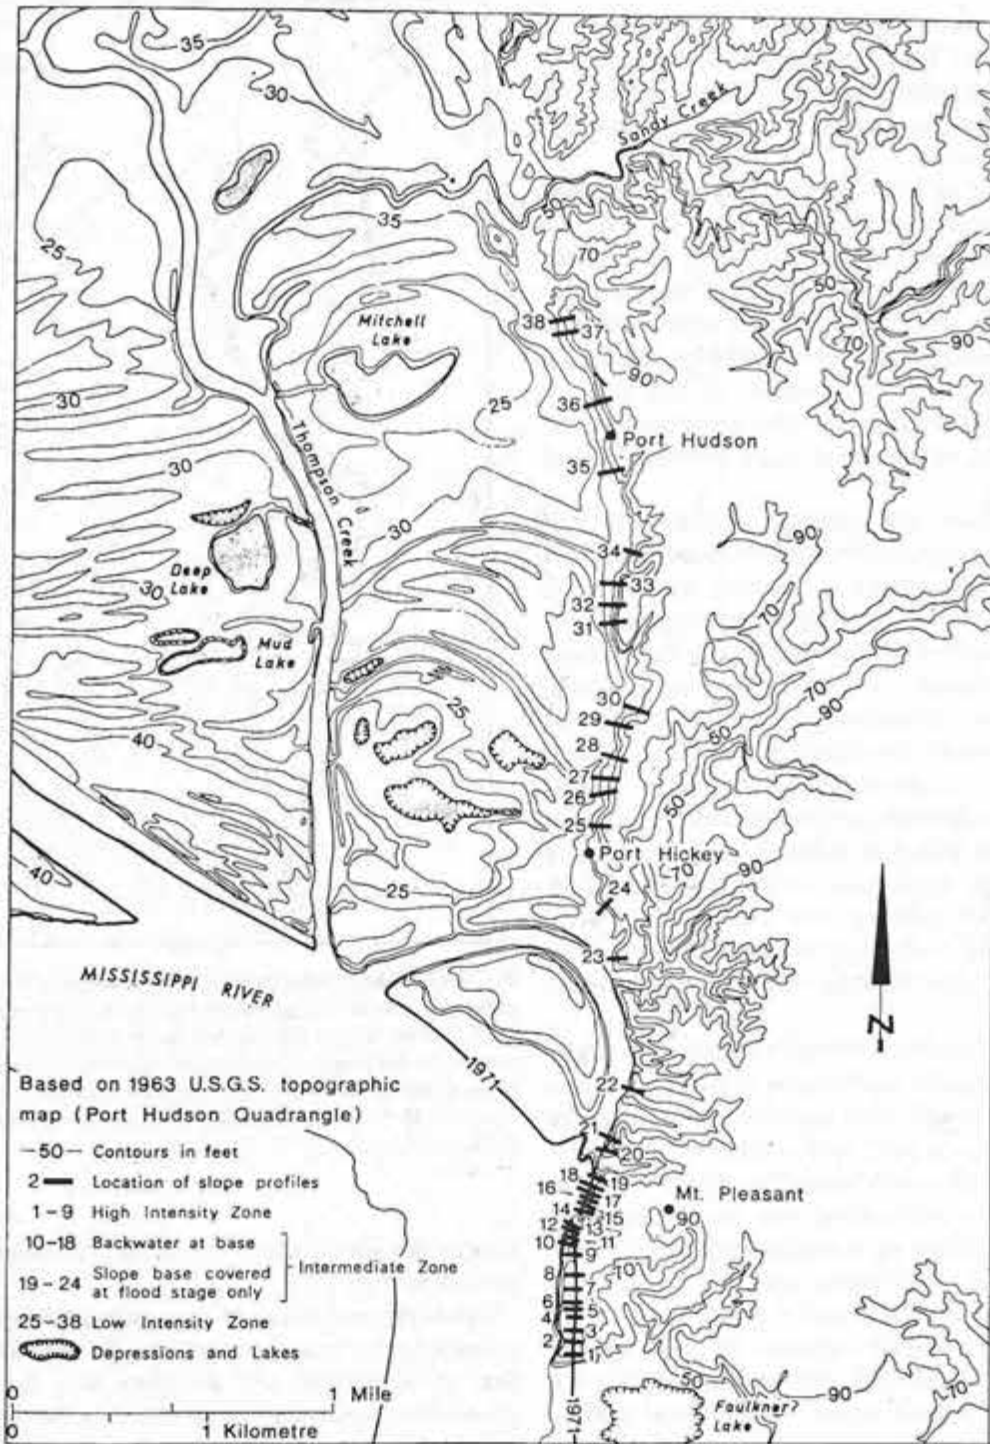 35
30
Sandy Creek
35
50
70
50
25
Mitchell
Lake
38
37
90
70
90
30
25
36
Port Hudson
Thompson Creek
35
30
30
90
34
Deep
Lake
30
33
32
31
70
Mud
Lake
30
70
90
25
29
50
40
28
27
26
50
25
Port Hickey
70
90
40
25
24
23
MISSISSIPPI RIVER
1971
22
Based on 1963 U.S.G.S. topographic
map (Port Hudson Quadrangle)
21
20
—50— Contours in feet
2 Location of slope profiles
1-9 High Intensity Zone
10-18 Backwater at base
19-24 Slope base covered
at flood stage only
Intermediate Zone
25-38 Low Intensity Zone
Depressions and Lakes
18
19
16
17
Mt. Pleasant
90
14
15
12
13
10
11
9
8
70
7
6
5
4
3
2
1
50
90
70
1971
Faulkner?
Lake
0 1 Mile
0 1 Kilometre
N